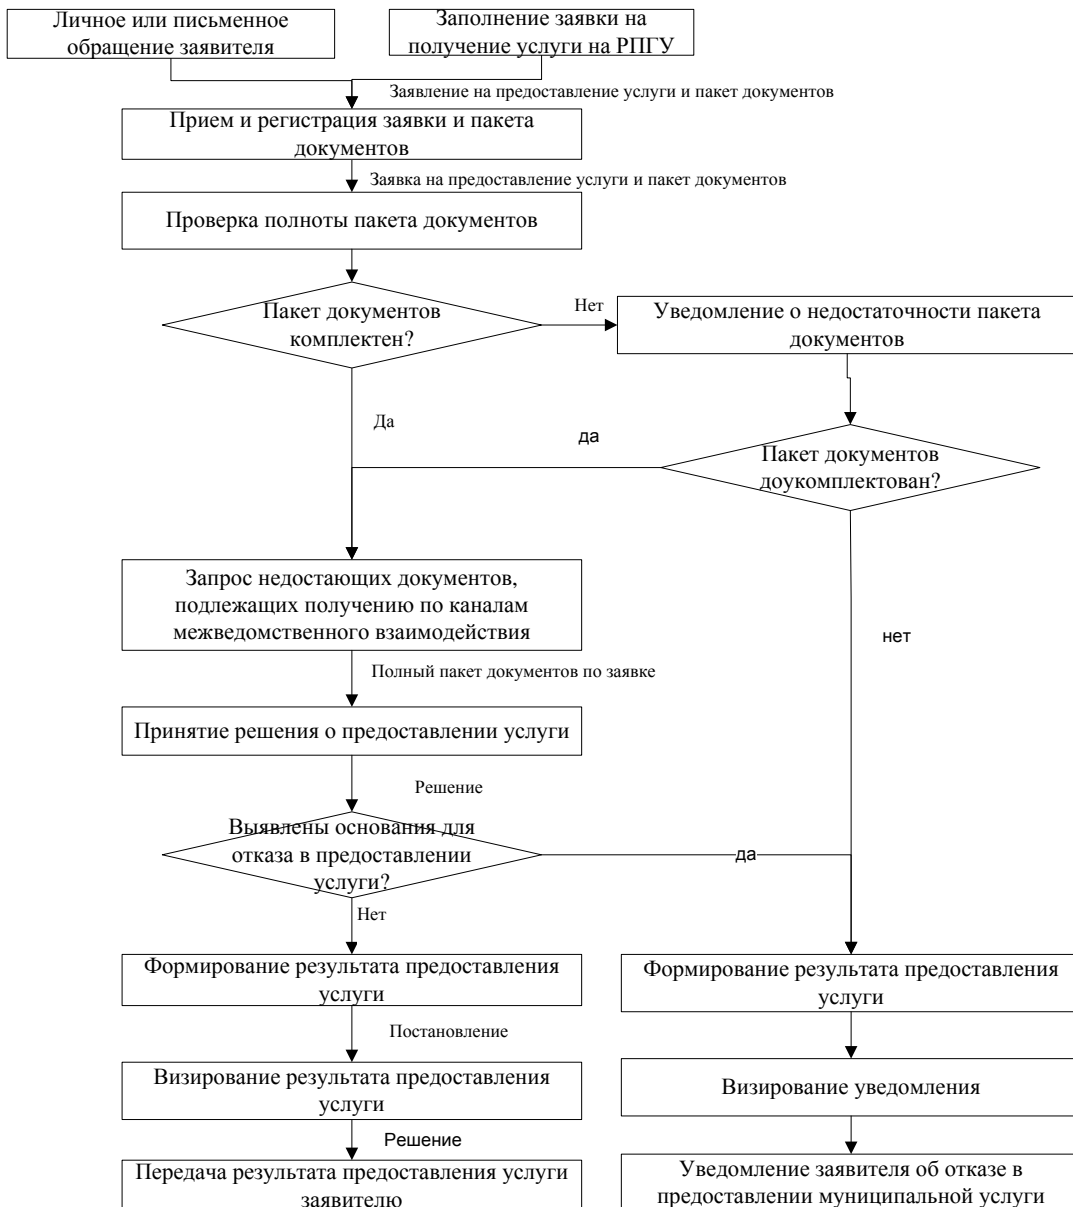 Личное или письменное
обращение заявителя
Заполнение заявки на
получение услуги на РПГУ
Заявление на предоставление услуги и пакет документов
Прием и регистрация заявки и пакета
документов
Заявка на предоставление услуги и пакет документов
Проверка полноты пакета документов
Пакет документов
комплектен?
Нет
Уведомление о недостаточности пакета
документов
Да
да
Пакет документов
доукомплектован?
Запрос недостающих документов,
подлежащих получению по каналам
межведомственного взаимодействия
нет
Полный пакет документов по заявке
Принятие решения о предоставлении услуги
Решение
Выявлены основания для
отказа в предоставлении
услуги?
да
Нет
Формирование результата предоставления
услуги
Формирование результата предоставления
услуги
Постановление
Визирование результата предоставления
услуги
Визирование уведомления
Решение
Передача результата предоставления услуги
заявителю
Уведомление заявителя об отказе в
предоставлении муниципальной услуги